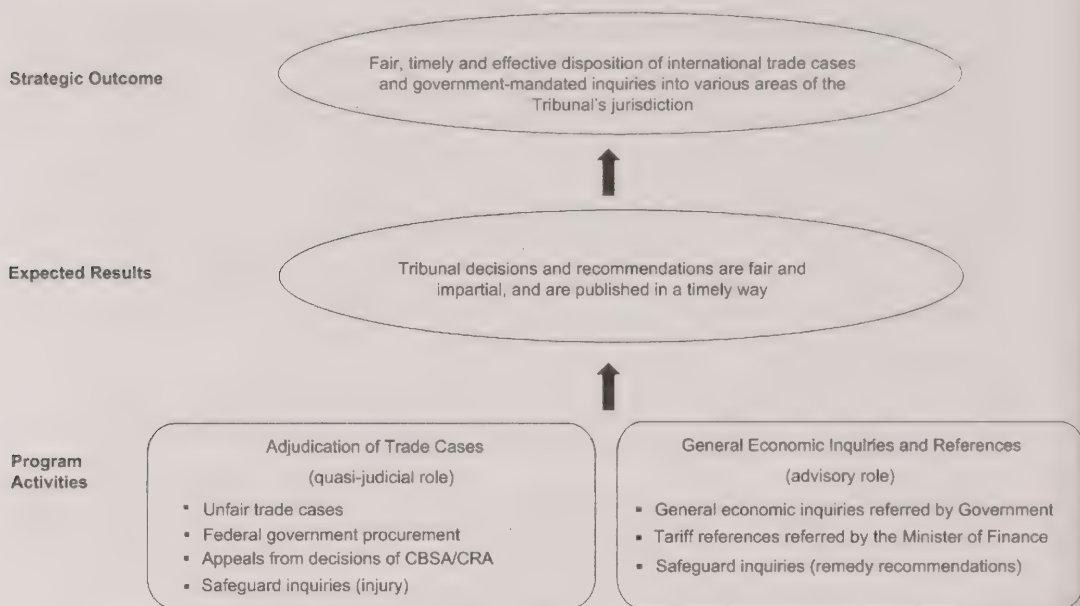 Strategic Outcome
Fair, timely and effective disposition of international trade cases
and government-mandated inquiries into various areas of the
Tribunal's jurisdiction
Expected Results
Tribunal decisions and recommendations are fair and
impartial, and are published in a timely way
Program
Activities
Adjudication of Trade Cases
(quasi-judicial role)
▪ Unfair trade cases
▪ Federal government procurement
▪ Appeals from decisions of CBSA/CRA
▪ Safeguard inquiries (injury)
General Economic Inquiries and References
(advisory role)
▪ General economic inquiries referred by Government
▪ Tariff references referred by the Minister of Finance
▪ Safeguard inquiries (remedy recommendations)